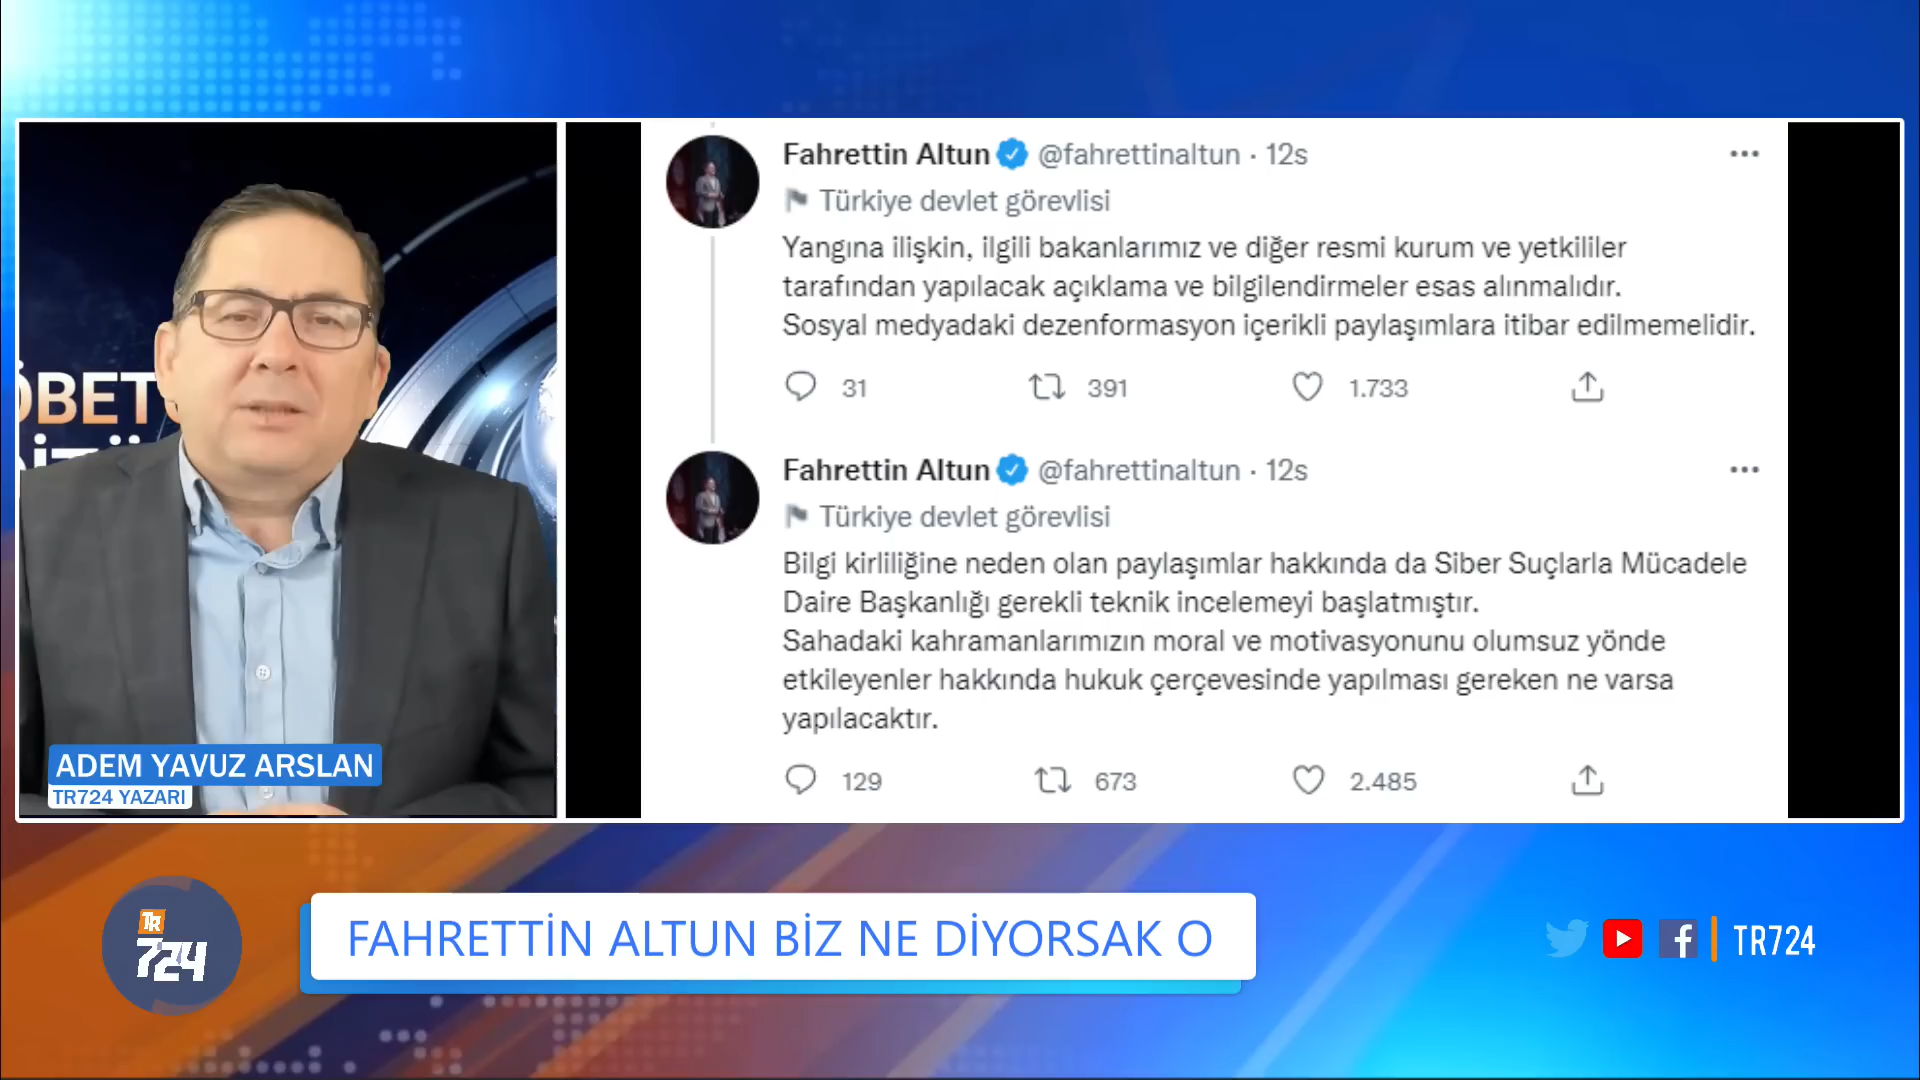 ÖBET
ADEM YAVUZ ARSLAN
TR724 YAZARI
Fahrettin Altun @fahrettinaltun · 12s
Türkiye devlet görevlisi
Yangına ilişkin, ilgili bakanlarımız ve diğer resmi kurum ve yetkililer
tarafından yapılacak açıklama ve bilgilendirmeler esas alınmalıdır.
Sosyal medyadaki dezenformasyon içerikli paylaşımlara itibar edilmemelidir.
31 391 1.733
Fahrettin Altun @fahrettinaltun · 12s
Türkiye devlet görevlisi
Bilgi kirliliğine neden olan paylaşımlar hakkında da Siber Suçlarla Mücadele
Daire Başkanlığı gerekli teknik incelemeyi başlatmıştır.
Sahadaki kahramanlarımızın moral ve motivasyonunu olumsuz yönde
etkileyenler hakkında hukuk çerçevesinde yapılması gereken ne varsa
yapılacaktır.
129 673 2.485
TR
724
FAHRETTİN ALTUN BİZ NE DİYORSAK O
TR724